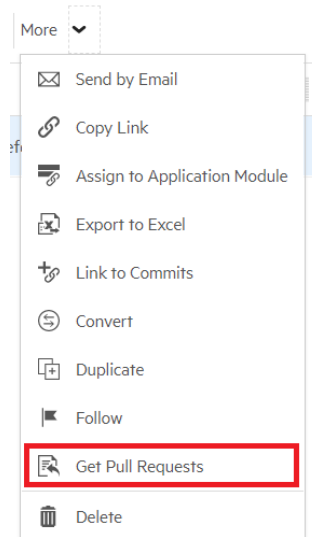 More
Send by Email
Copy Link
Assign to Application Module
Export to Excel
Link to Commits
Convert
Duplicate
Follow
Get Pull Requests
Delete